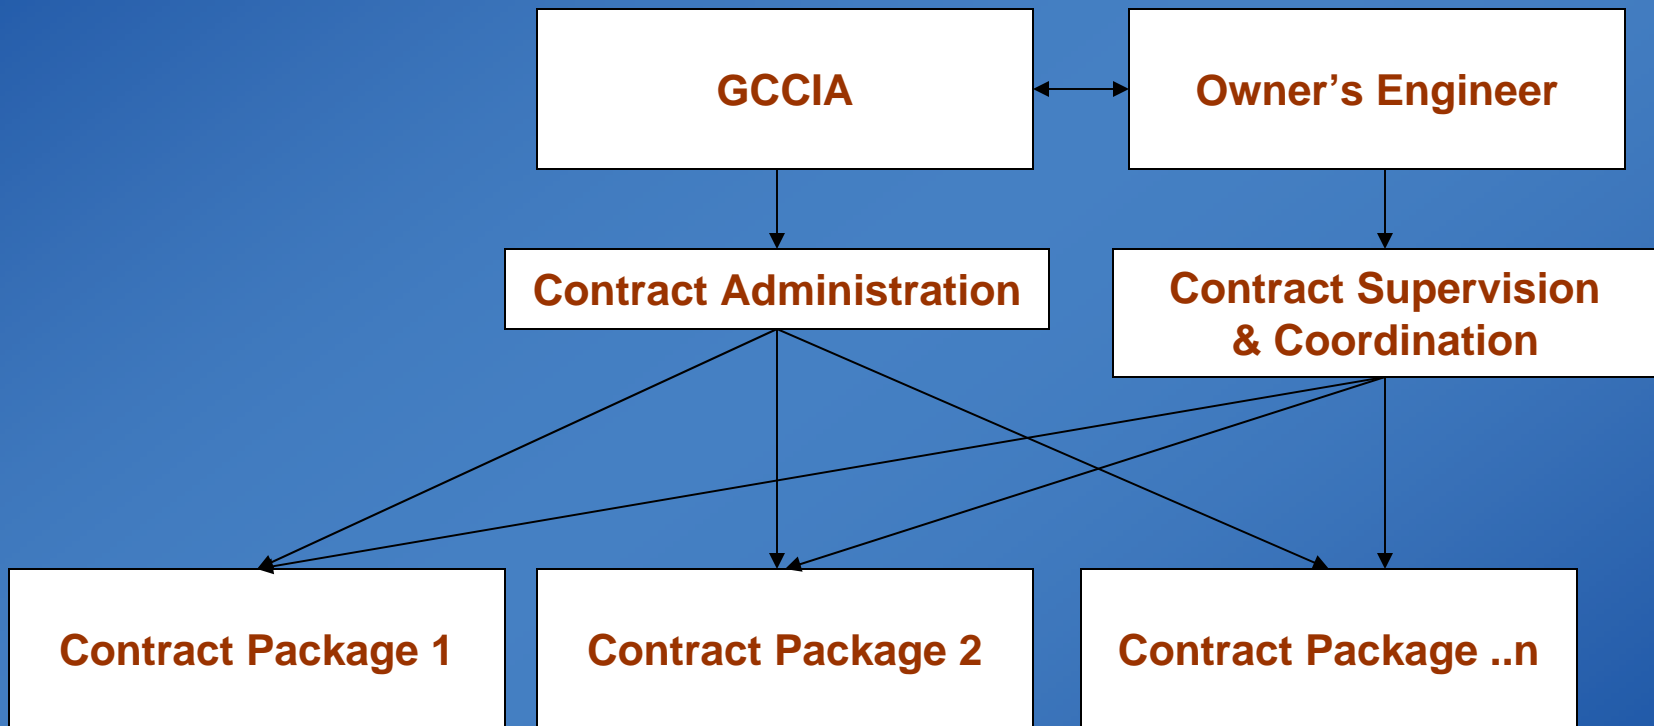 GCCIA
Owner’s Engineer
Contract Administration
Contract Supervision
& Coordination
Contract Package 1
Contract Package 2
Contract Package ..n